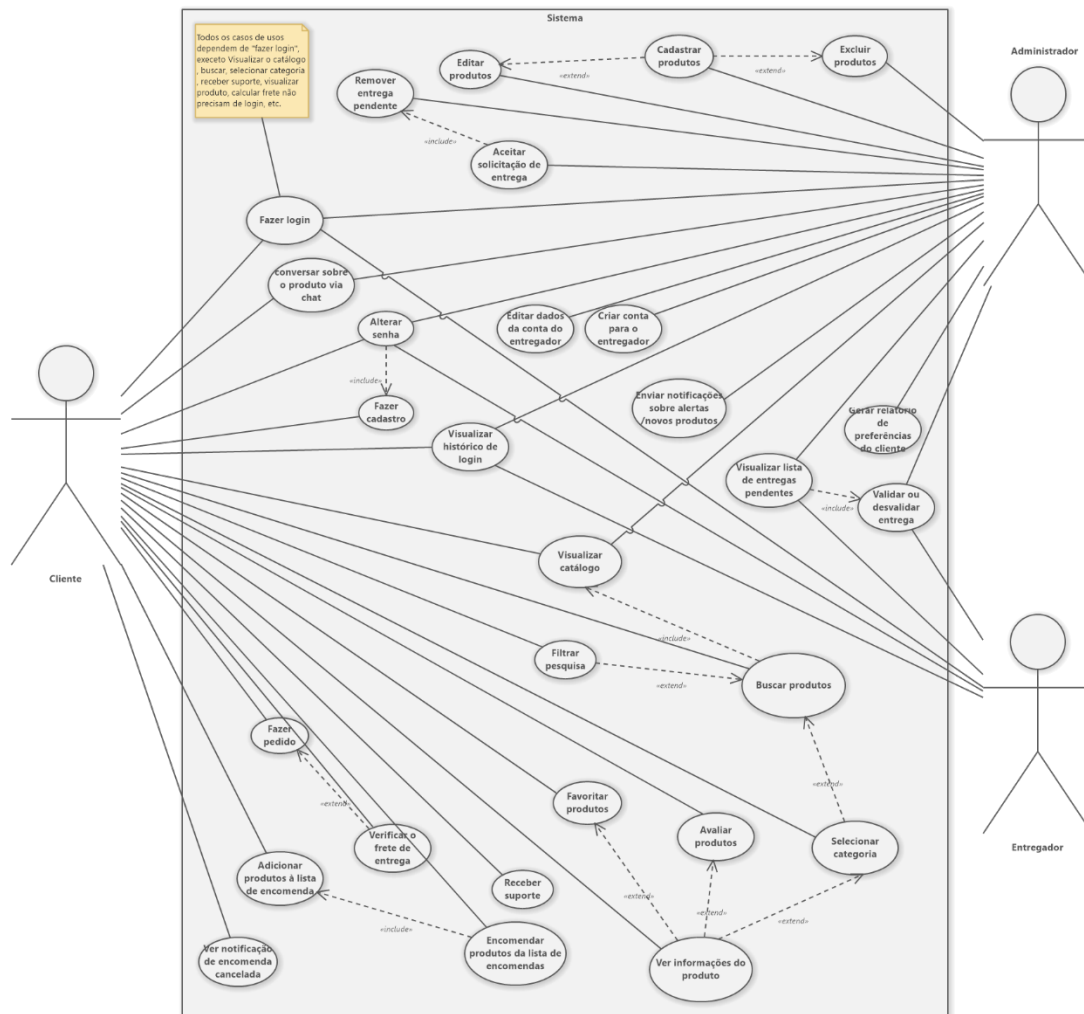 Sistema
Todos os casos de usos
dependem de "fazer login",
execeto Visualizar o catálogo
, buscar, selecionar categoria
, receber suporte, visualizar
produto, calcular frete não
precisam de login, etc.
Editar
produtos
«extend»
Cadastrar
produtos
«extend»
Excluir
produtos
Administrador
Remover
entrega
pendente
«include»
Aceitar
solicitação de
entrega
Fazer login
conversar sobre
o produto via
chat
Alterar
senha
Editar dados
da conta do
entregador
Criar conta
para o
entregador
«include»
Fazer
cadastro
Enviar notificações
sobre alertas
/novos produtos
Gerar relatório
de
preferências
do cliente
Visualizar
histórico de
login
Visualizar lista
de entregas
pendentes
«include»
Validar ou
desvalidar
entrega
Cliente
Visualizar
catálogo
«include»
Filtrar
pesquisa
«extend»
Buscar produtos
Fazer
pedido
«extend»
Verificar o
frete de
entrega
«extend»
Favoritar
produtos
Avaliar
produtos
Selecionar
categoria
Entregador
Adicionar
produtos à lista
de encomenda
Receber
suporte
«extend»
«extend»
«extend»
«include»
Encomendar
produtos da lista de
encomendas
Ver notificação
de encomenda
cancelada
Ver informações do
produto